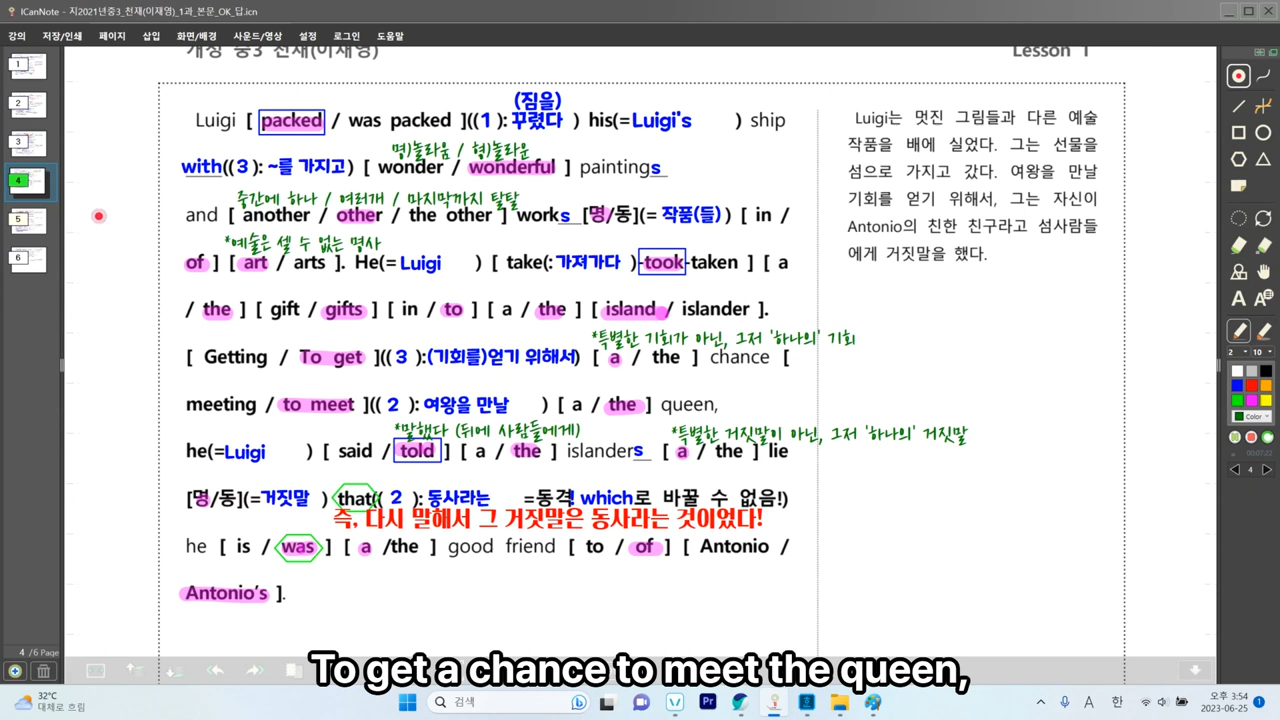 ICanNote - 지2021년중3_천재(이재영)_1과_본문_OK_답.icn
강의 저장/인쇄 페이지 삽입 화면/배경 사운드/영상 설정 로그인 도움말
개정 중3 천재(이재영) Lesson 1
(짐을)
Luigi [ packed / was packed ]((1 ): 꾸렸다 ) his(=Luigi's ) ship
명)놀라움 / 형)놀라운
with((3 ): ~를 가지고) [ wonder / wonderful ] paintings
중간에 하나 / 여러개 / 마지막까지 탈탈
and [ another / other / the other ] works [명/동](= 작품(들)) [ in /
*예술은 셀 수 없는 명사
of ] [ art / arts ]. He(= Luigi ) [ take(: 가져가다 )-took-taken ] [ a
/ the ] [ gift / gifts ] [ in / to ] [ a / the ] [ island / islander ].
*특별한 기회가 아닌, 그저 '하나의' 기회
[ Getting / To get ](( 3 ):(기회를)얻기 위해서) [ a / the ] chance [
meeting / to meet ](( 2 ): 여왕을 만날 ) [ a / the ] queen,
*말했다 (뒤에 사람들에게) *특별한 거짓말이 아닌, 그저 '하나의' 거짓말
he(=Luigi ) [ said / told ] [ a / the ] islanders [ a / the ] lie
[명/동](=거짓말 ) that(( 2 ): 동사라는 =동격! which로 바꿀 수 없음!)
즉, 다시 말해서 그 거짓말은 동사라는 것이었다!
he [ is / was ] [ a /the ] good friend [ to / of ] [ Antonio /
Antonio's ].
Luigi는 멋진 그림들과 다른 예술
작품을 배에 실었다. 그는 선물을
섬으로 가지고 갔다. 여왕을 만날
기회를 얻기 위해서, 그는 자신이
Antonio의 친한 친구라고 섬사람들
에게 거짓말을 했다.
1
2
3
4
5
6
2 10
Color
00:07:22
4
4 / 6 Page
To get a chance to meet the queen,
32°C
대체로 흐림
검색
A 한
오후 3:54
2023-06-25